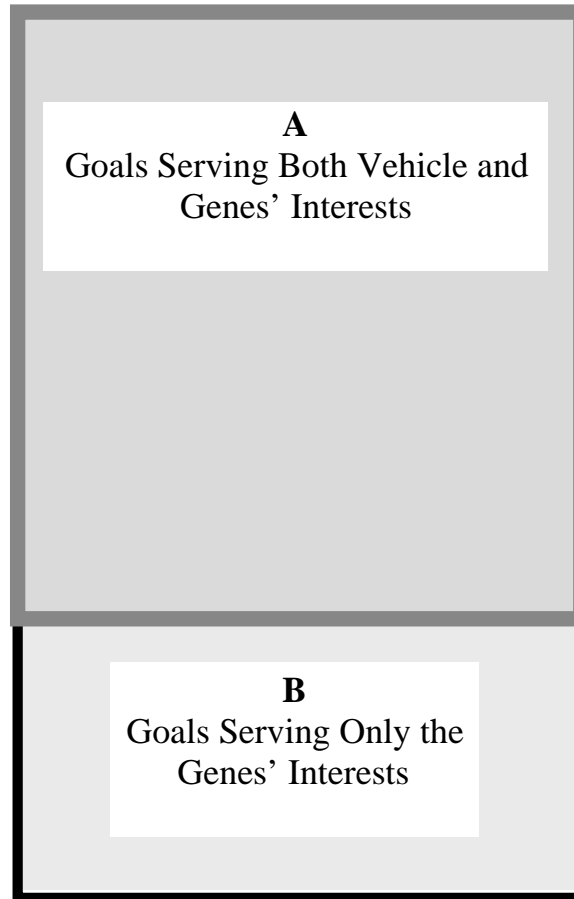 A
Goals Serving Both Vehicle and
Genes’ Interests
B
Goals Serving Only the
Genes’ Interests